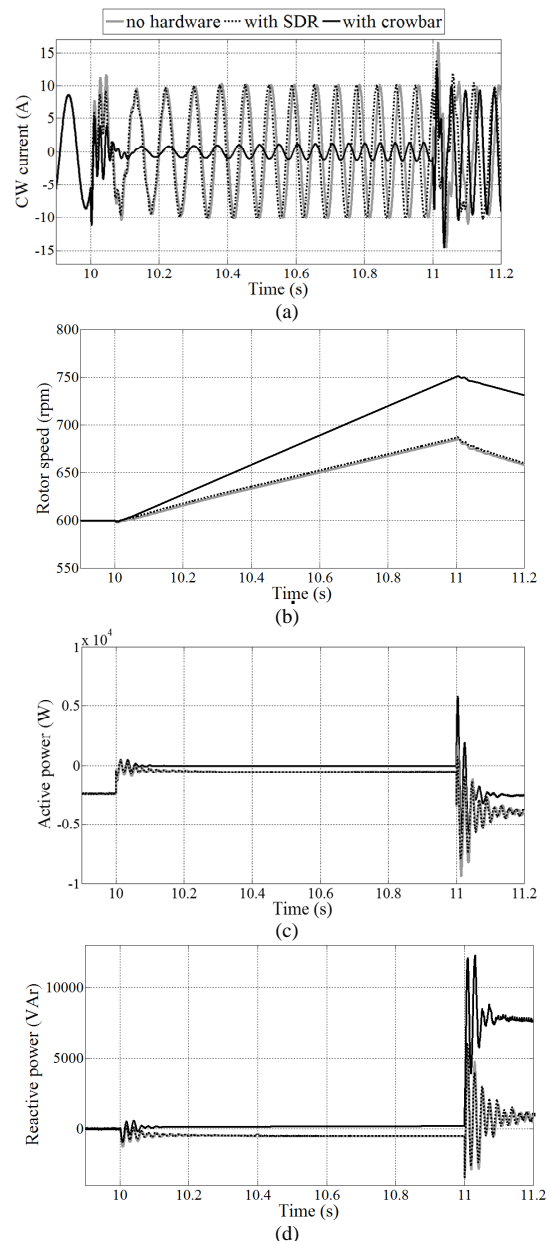 no hardware with SDR with crowbar
15
10
5
0
-5
-10
-15
CW current (A)
10 10.2 10.4 10.6 10.8 11 11.2
Time (s)
(a)
800
750
700
650
600
550
Rotor speed (rpm)
10 10.2 10.4 10.6 10.8 11 11.2
Time (s)
(b)
1 x 10^4
0.5
0
-0.5
-1
Active power (W)
10 10.2 10.4 10.6 10.8 11 11.2
Time (s)
(c)
10000
5000
0
Reactive power (VAr)
10 10.2 10.4 10.6 10.8 11 11.2
Time (s)
(d)